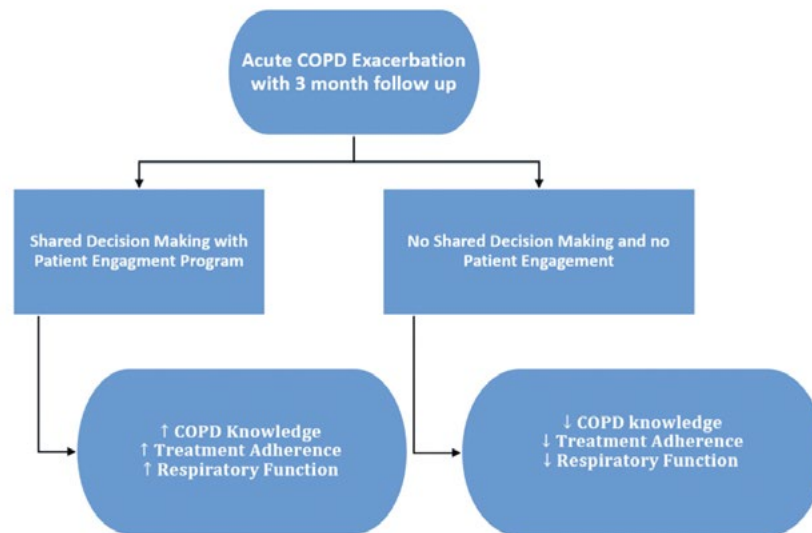 Acute COPD Exacerbation
with 3 month follow up
Shared Decision Making with
Patient Engagment Program
No Shared Decision Making and no
Patient Engagement
↑ COPD Knowledge
↑ Treatment Adherence
↑ Respiratory Function
↓ COPD knowledge
↓ Treatment Adherence
↓ Respiratory Function